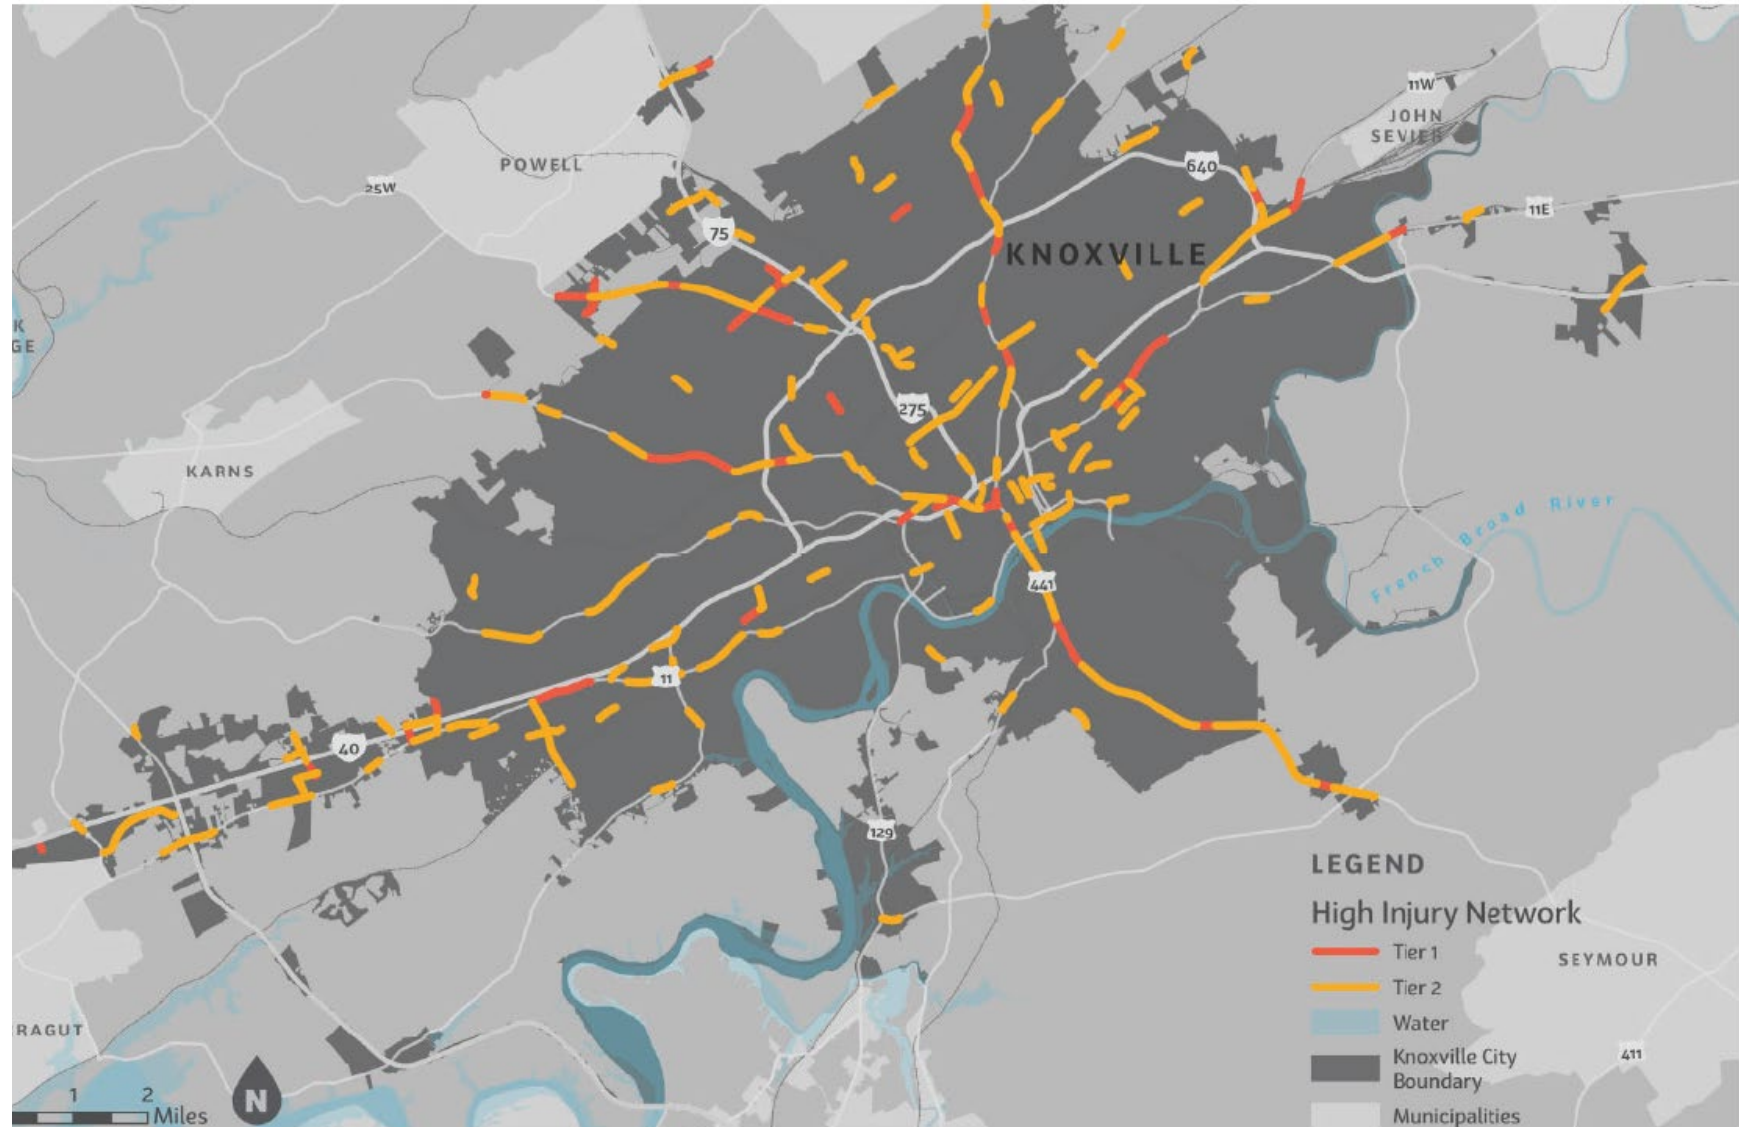 11W
JOHN
SEVIER
POWELL
640
25W
11E
75
KNOXVILLE
K
GE
275
KARNS
French Broad River
441
11
40
129
LEGEND
High Injury Network
Tier 1
Tier 2
Water
Knoxville City
Boundary
Municipalities
SEYMOUR
RAGUT
411
N
1 2
Miles